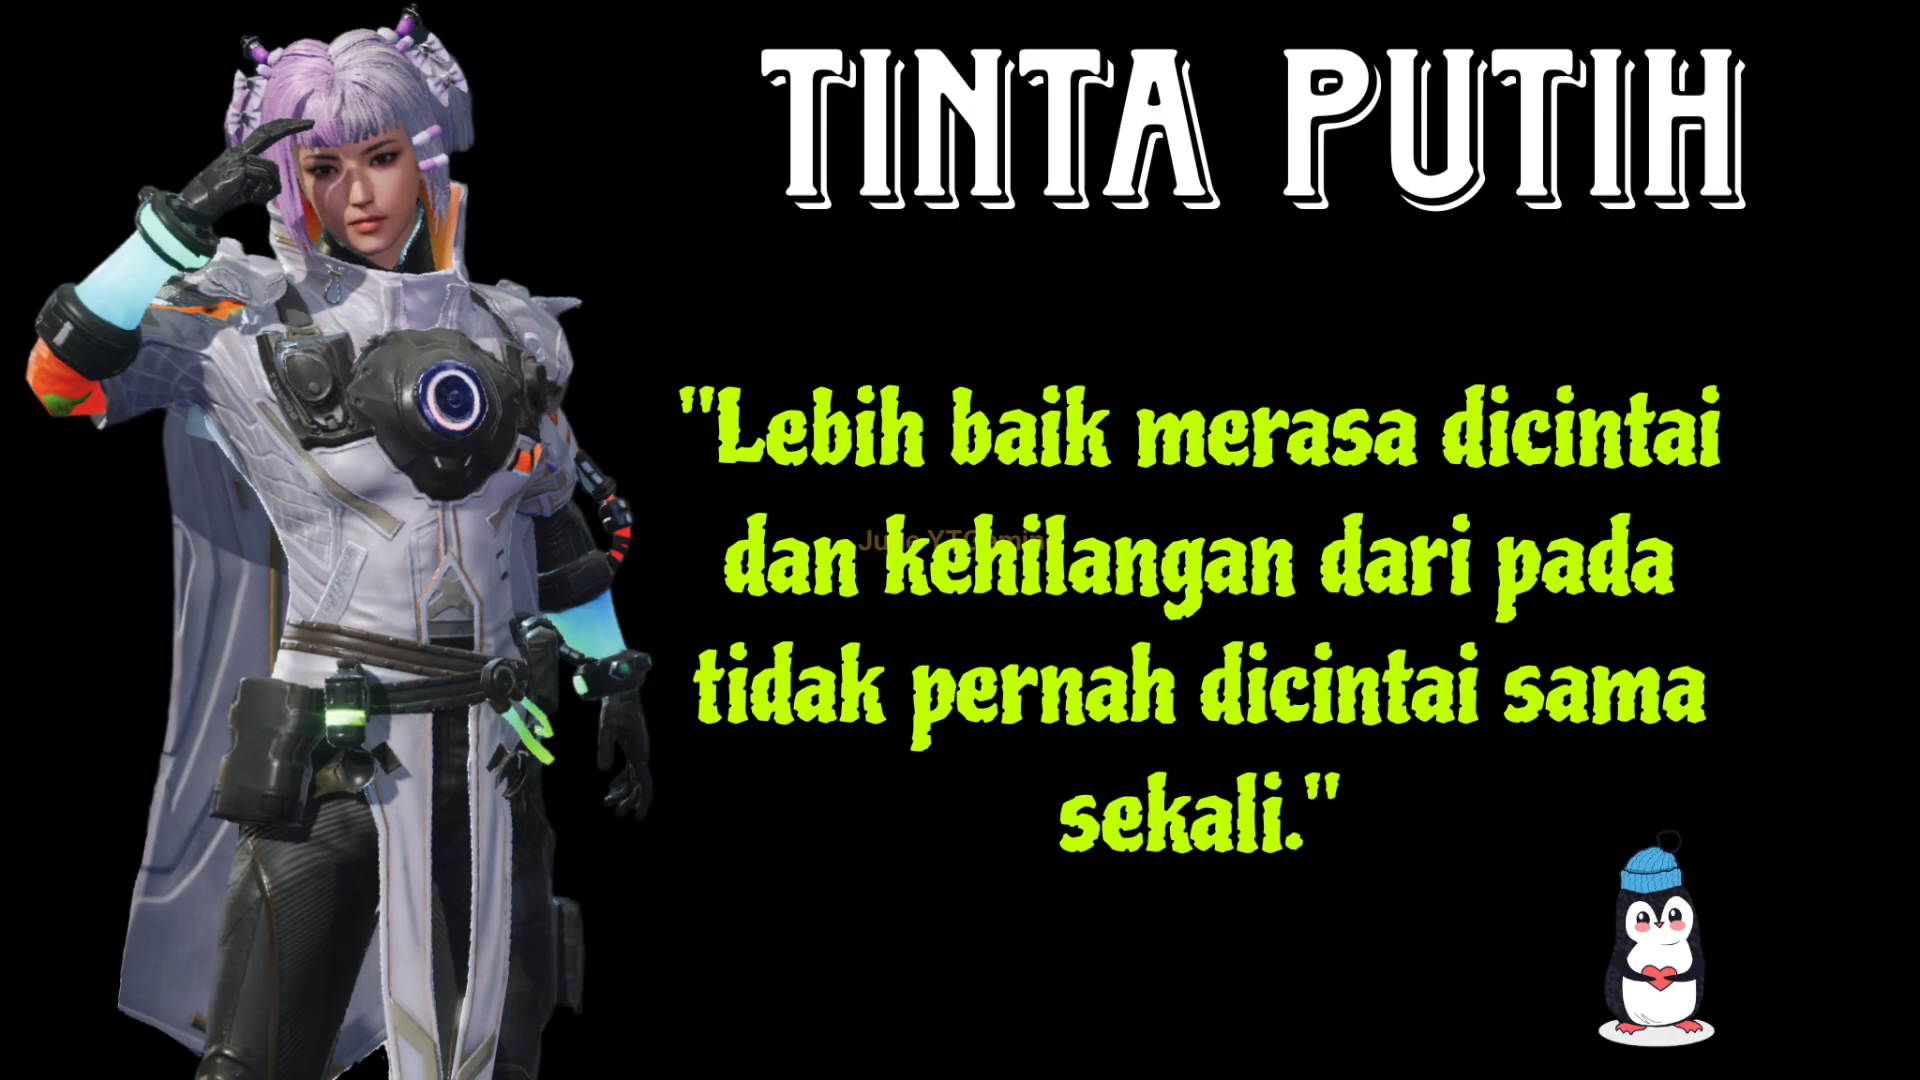 TINTA PUTIH
"Lebih baik merasa dicintai
dan kehilangan dari pada
tidak pernah dicintai sama
sekali."